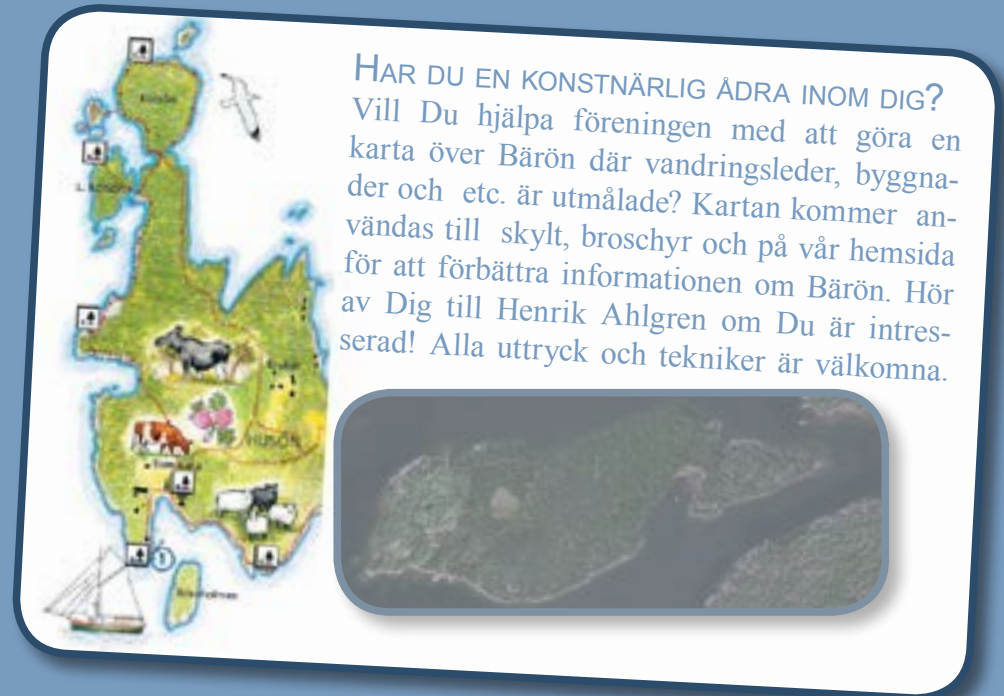 HAR DU EN KONSTNÄRLIG ÅDRA INOM DIG?
Vill Du hjälpa föreningen med att göra en
karta över Bärön där vandringsleder, byggna-
der och etc. är utmålade? Kartan kommer an-
vändas till skylt, broschyr och på vår hemsida
för att förbättra informationen om Bärön. Hör
av Dig till Henrik Ahlgren om Du är intres-
serad! Alla uttryck och tekniker är välkomna.
HUSÖN